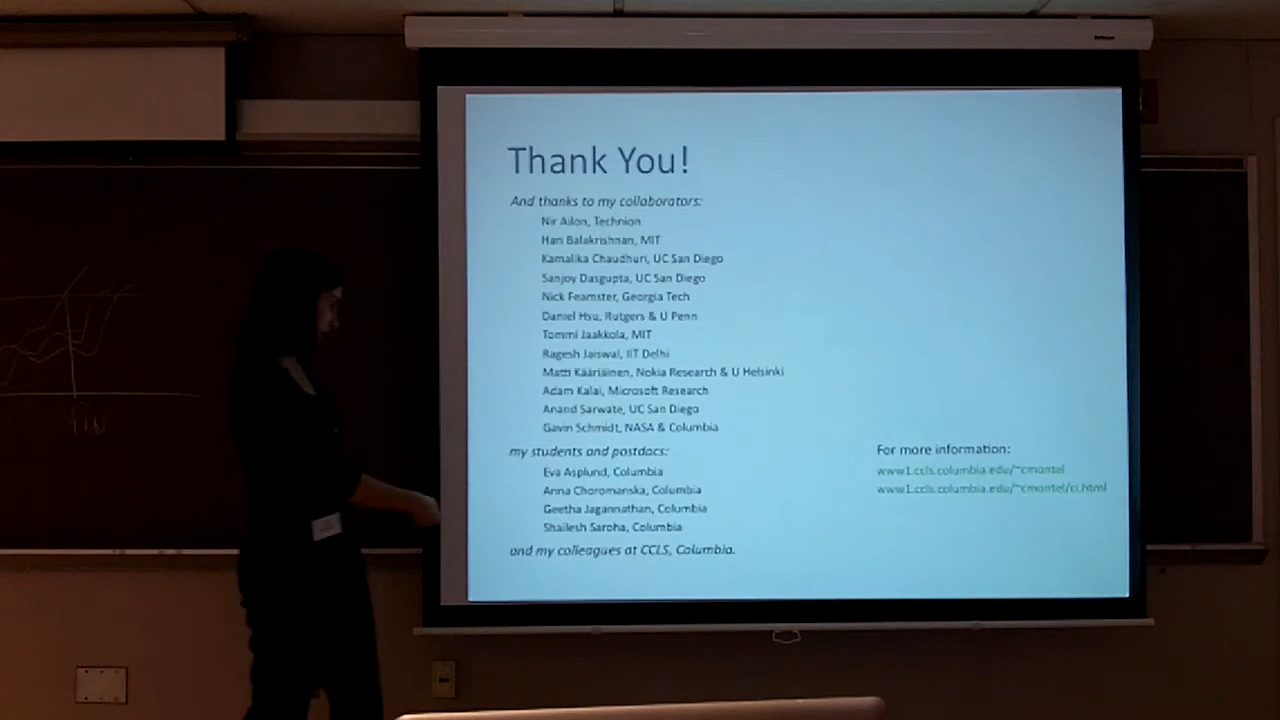 Thank You!
And thanks to my collaborators:
Nir Ailon, Technion
Hari Balakrishnan, MIT
Kamalika Chaudhuri, UC San Diego
Sanjoy Dasgupta, UC San Diego
Nick Feamster, Georgia Tech
Daniel Hsu, Rutgers & U Penn
Tommi Jaakkola, MIT
Ragesh Jaiswal, IIT Delhi
Matti Kääriäinen, Nokia Research & U Helsinki
Adam Kalai, Microsoft Research
Anand Sarwate, UC San Diego
Gavin Schmidt, NASA & Columbia
my students and postdocs:
Eva Asplund, Columbia
Anna Choromanska, Columbia
Geetha Jagannathan, Columbia
Shailesh Saroha, Columbia
and my colleagues at CCLS, Columbia.
For more information:
www1.ccls.columbia.edu/~cmontel
www1.ccls.columbia.edu/~cmontel/ci.html